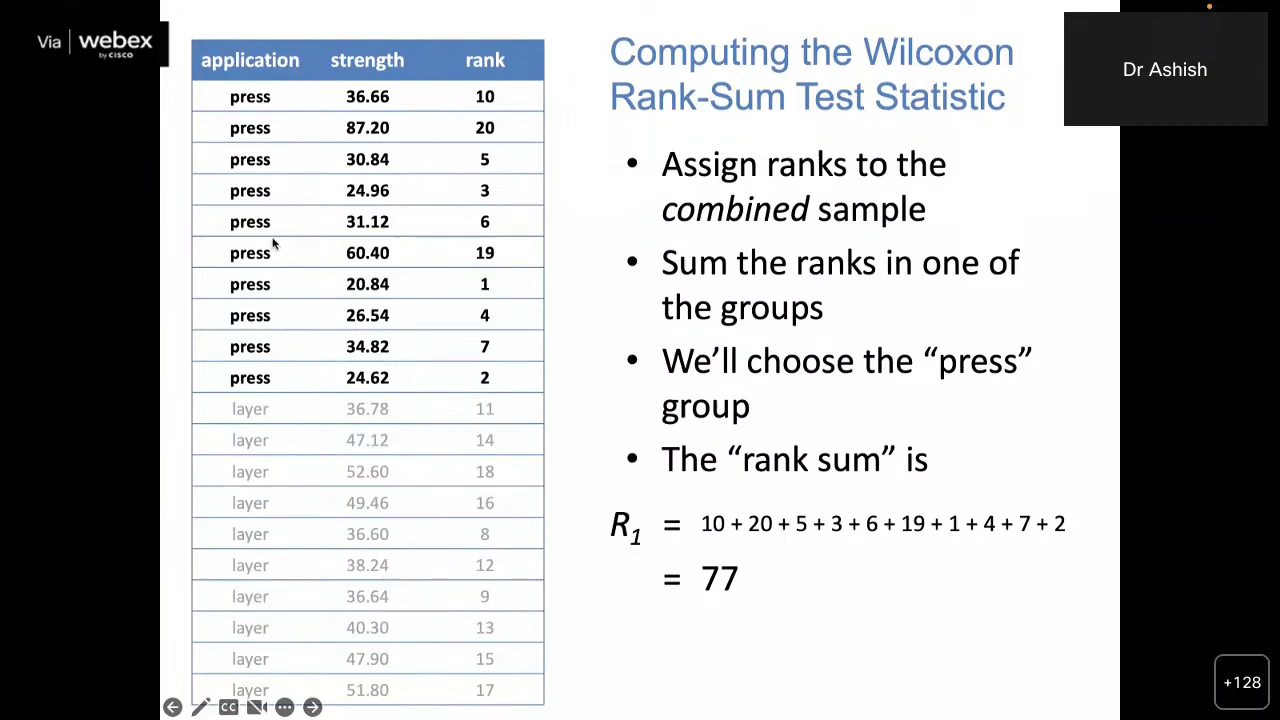 Via | webex
by CISCO
application strength rank
press 36.66 10
press 87.20 20
press 30.84 5
press 24.96 3
press 31.12 6
press 60.40 19
press 20.84 1
press 26.54 4
press 34.82 7
press 24.62 2
layer 36.78 11
layer 47.12 14
layer 52.60 18
layer 49.46 16
layer 36.60 8
layer 38.24 12
layer 36.64 9
layer 40.30 13
layer 47.90 15
layer 51.80 17
CC
Computing the Wilcoxon
Rank-Sum Test Statistic
• Assign ranks to the
combined sample
• Sum the ranks in one of
the groups
• We’ll choose the “press”
group
• The “rank sum” is
R1 = 10 + 20 + 5 + 3 + 6 + 19 + 1 + 4 + 7 + 2
= 77
Dr Ashish
+128